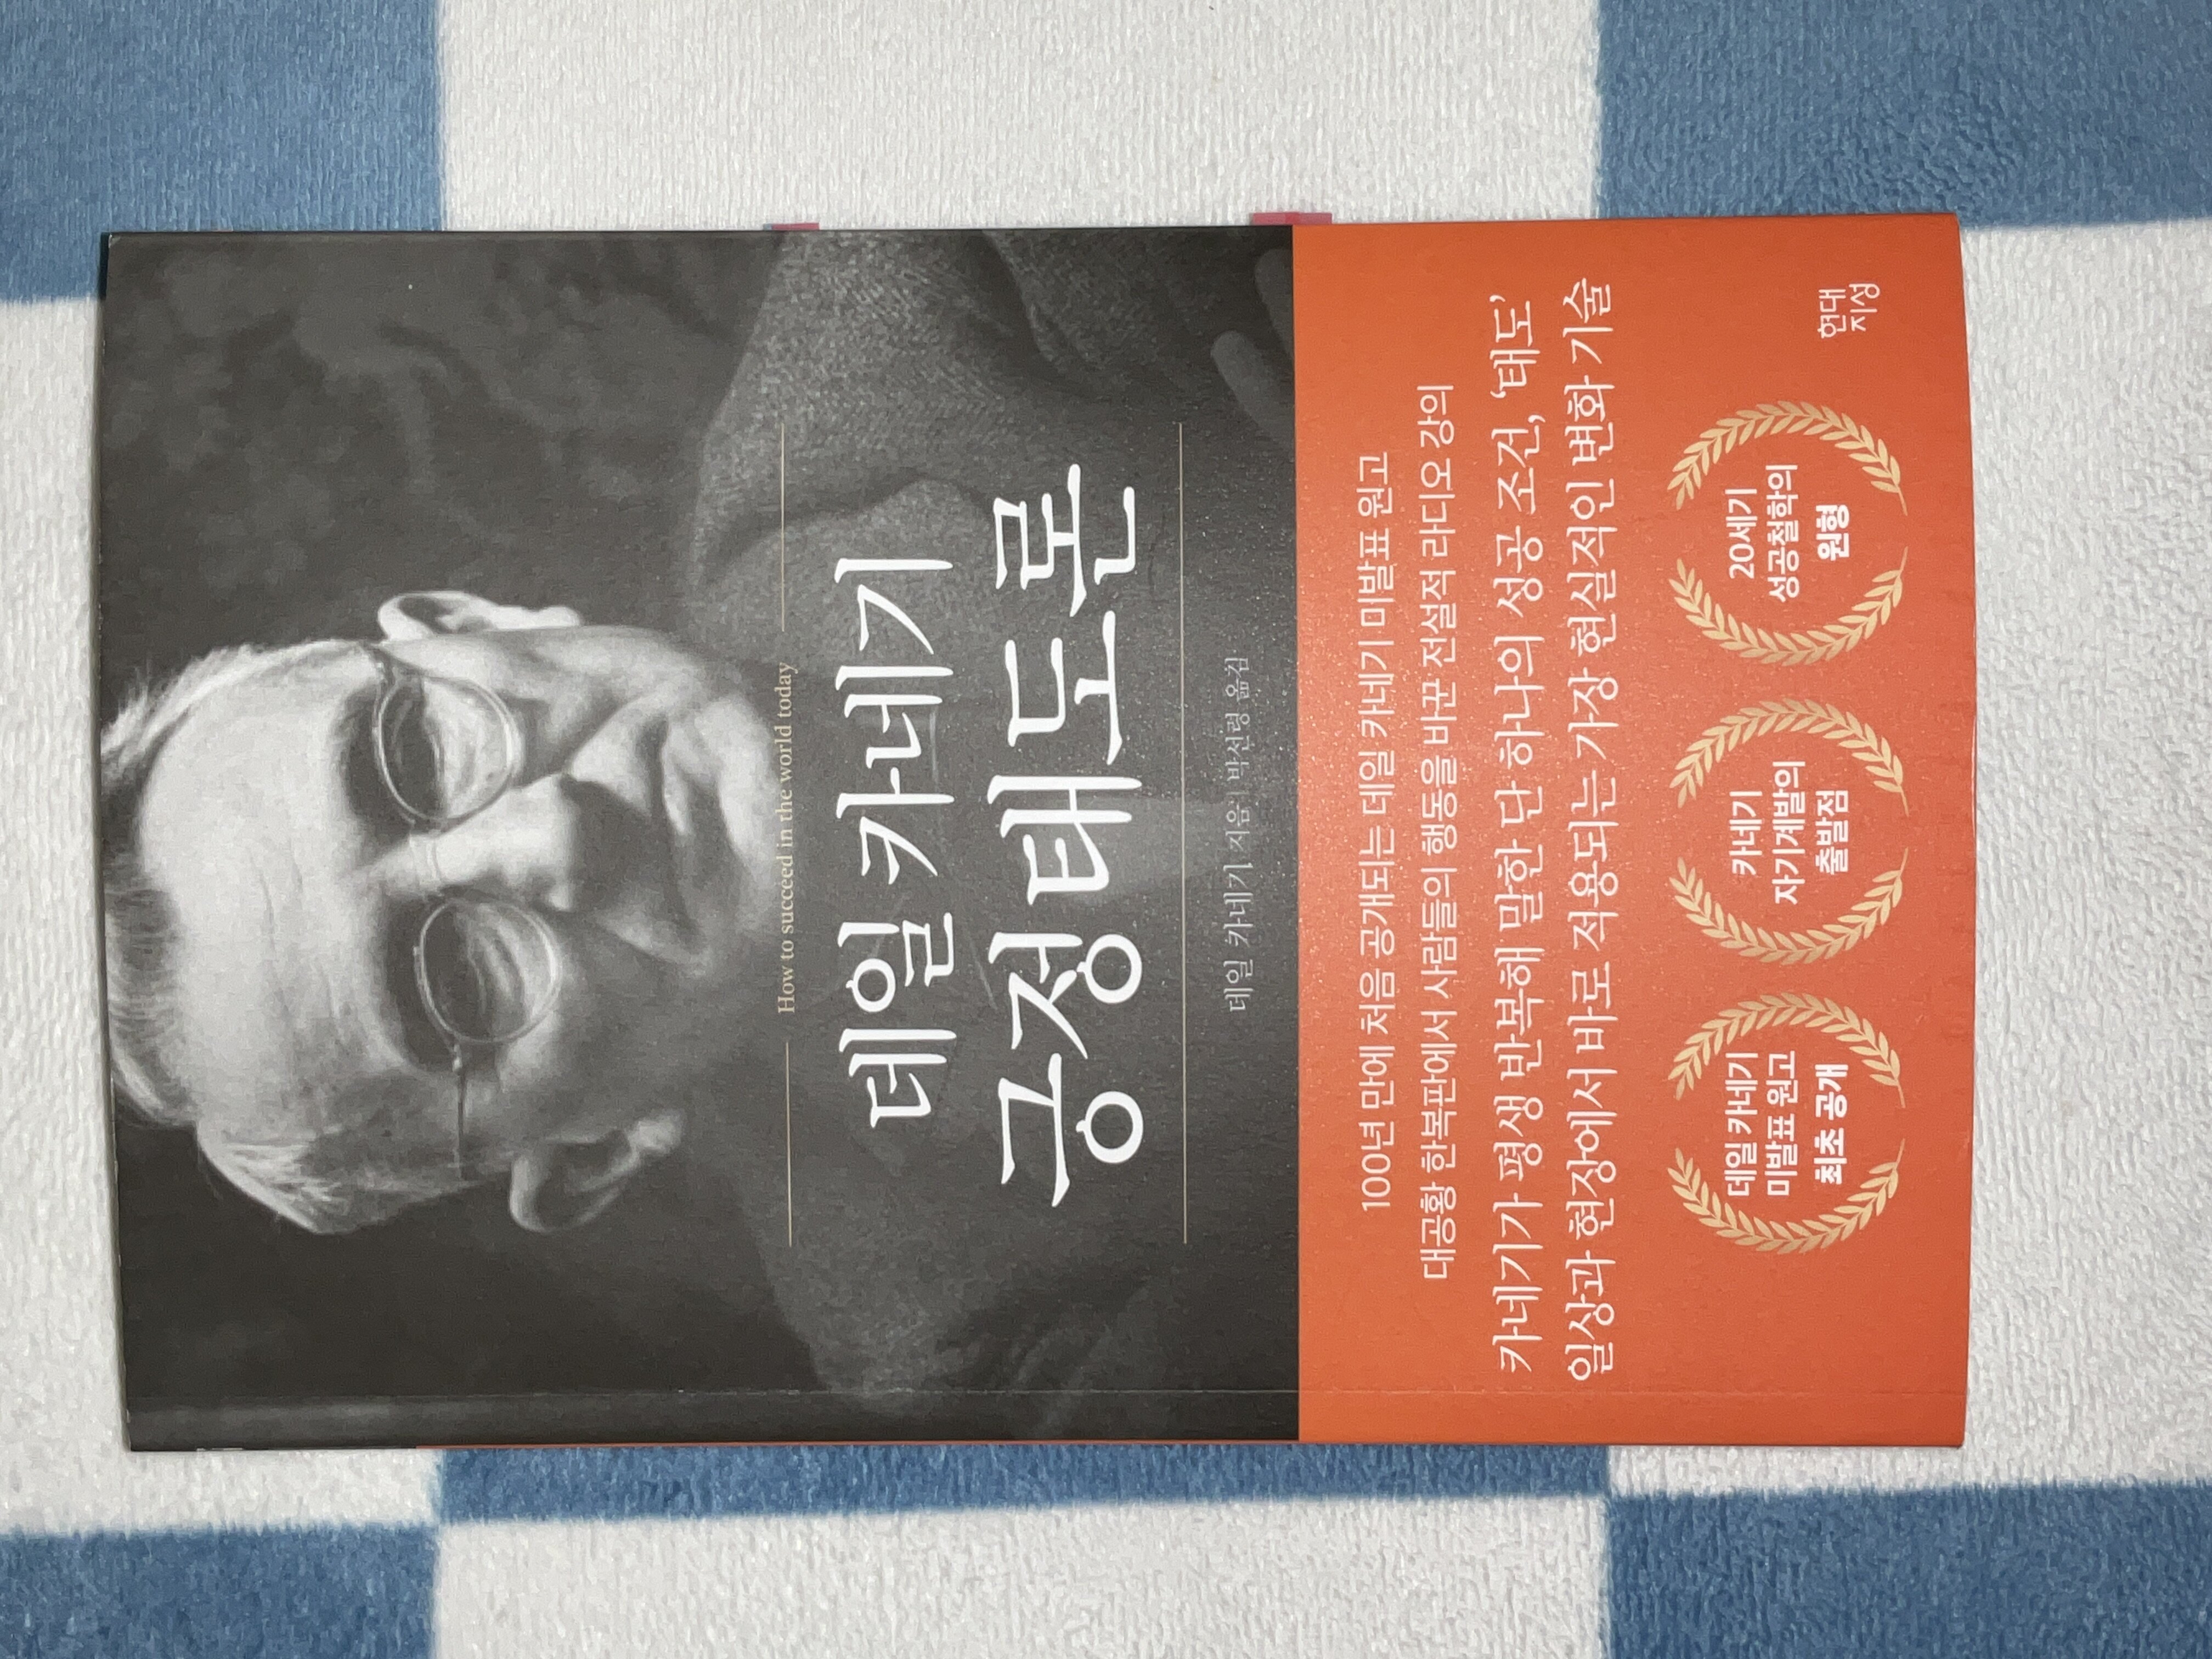 How to succeed in the world today
데일 카네기
긍정 태도론
데일 카네기 지음 | 박선령 옮김
100년 만에 처음 공개되는 데일 카네기 미발표 원고
대공황 한복판에서 사람들의 행동을 바꾼 전설적 라디오 강의
카네기가 평생 반복해 말한 단 하나의 성공 조건, ‘태도’
일상과 현장에서 바로 적용되는 가장 현실적인 변화 기술
데일 카네기
미발표 원고
최초 공개
카네기
자기계발의
출발점
20세기
성공철학의
원형
현대
지성